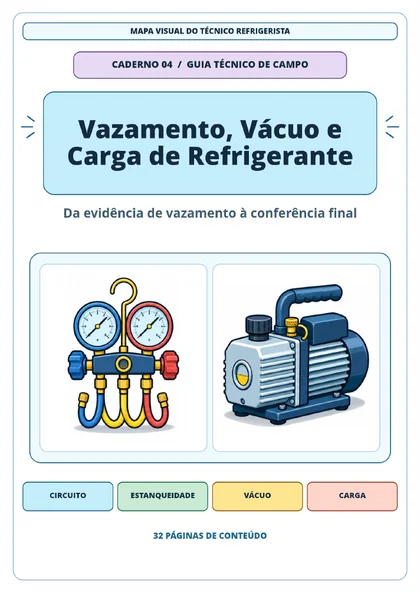 MAPA VISUAL DO TÉCNICO REFRIGERISTA
CADERNO 04 / GUIA TÉCNICO DE CAMPO
Vazamento, Vácuo e
Carga de Refrigerante
Da evidência de vazamento à conferência final
CIRCUITO
ESTANQUEIDADE
VÁCUO
CARGA
32 PÁGINAS DE CONTEÚDO